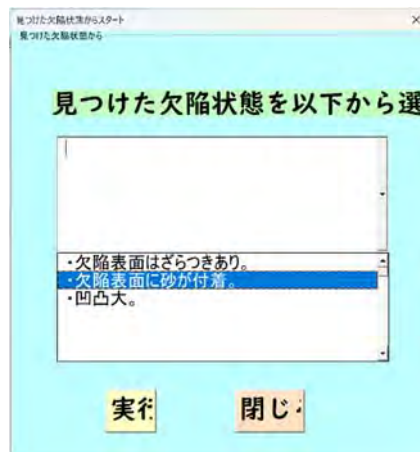 見つけた欠陥状態からスタート
見つけた欠陥状態から
見つけた欠陥状態を以下から選
・欠陥表面はざらつきあり。
・欠陥表面に砂が付着。
・凹凸大。
実行
閉じ